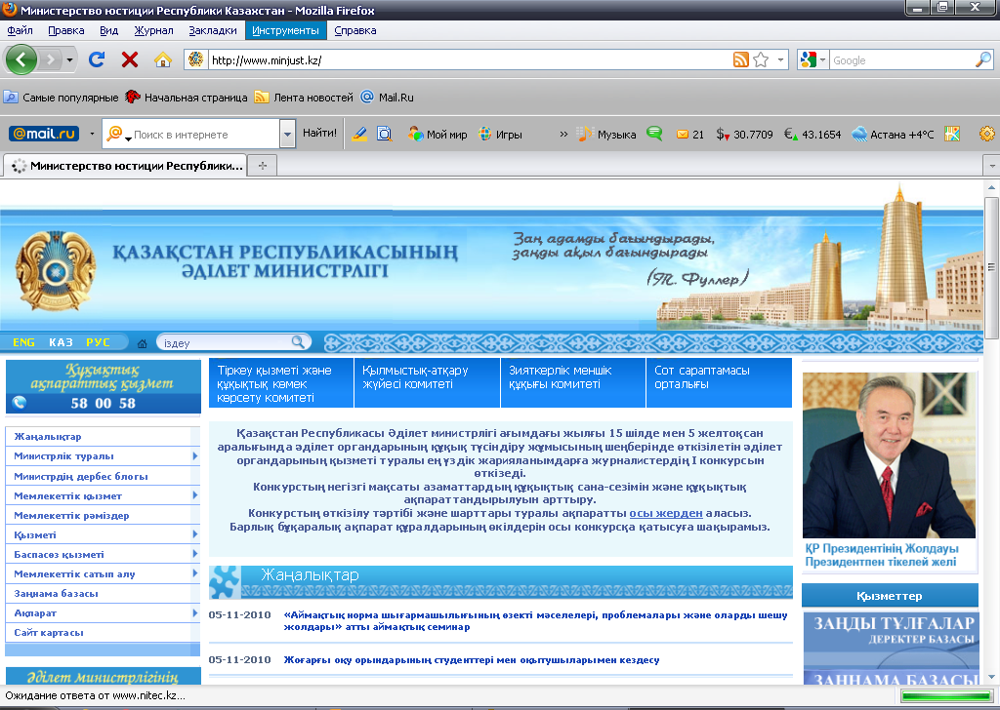 Министерство юстиции Республики Казахстан - Mozilla Firefox
Файл Правка Вид Журнал Закладки Инструменты Справка
http://www.minjust.kz/
Google
Самые популярные Начальная страница Лента новостей Mail.Ru
@mail.ru Поиск в интернете Найти! Мой мир Игры » Музыка 21 $ 30.7709 € 43.1654 Астана +4°C
Министерство юстиции Республики...
ҚАЗАҚСТАН РЕСПУБЛИКАСЫНЫҢ
ӘДІЛЕТ МИНИСТРЛІГІ
Заң адамды бағындырады,
заңды ақыл бағындырады
(Т. Фуллер)
ENG КАЗ РУС
іздеу
Құқықтық
ақпараттық қызмет
58 00 58
Тіркеу қызметі және
құқықтық көмек
көрсету комитеті
Қылмыстық-атқару
жүйесі комитеті
Зияткерлік меншік
құқығы комитеті
Сот сараптамасы
орталығы
Жаңалықтар
Министрлік туралы
Министрдің дербес блогы
Мемлекеттік қызмет
Мемлекеттік рәміздер
Қызметі
Баспасөз қызметі
Мемлекеттік сатып алу
Заңнама базасы
Ақпарат
Сайт картасы
Әділет министрлігінің
Қазақстан Республикасы Әділет министрлігі ағымдағы жылғы 15 шілде мен 5 желтоқсан
аралығында әділет органдарының құқық түсіндіру жұмысының шеңберінде өткізілетін әділет
органдарының қызметі туралы ең үздік жарияланымдарға журналистердің I конкурсын
өткізеді.
Конкурстың негізгі мақсаты азаматтардың құқықтық сана-сезімін және құқықтық
ақпараттандырылуын арттыру.
Конкурстың өткізілу тәртібі және шарттары туралы ақпаратты осы жерден аласыз.
Барлық бұқаралық ақпарат құралдарының өкілдерін осы конкурсқа қатысуға шақырамыз.
Жаңалықтар
05-11-2010 «Аймақтық норма шығармашылығының өзекті мәселелері, проблемалары және оларды шешу
жолдары» атты аймақтық семинар
05-11-2010 Жоғарғы оқу орындарының студенттері мен оқытушыларымен кездесу
ҚР Президентінің Жолдауы
Президентпен тікелей желі
Қызметтер
ЗАҢДЫ ТҰЛҒАЛАР
ДЕРЕКТЕР БАЗАСЫ
ЗАҢНАМА БАЗАСЫ
Ожидание ответа от www.nitec.kz...